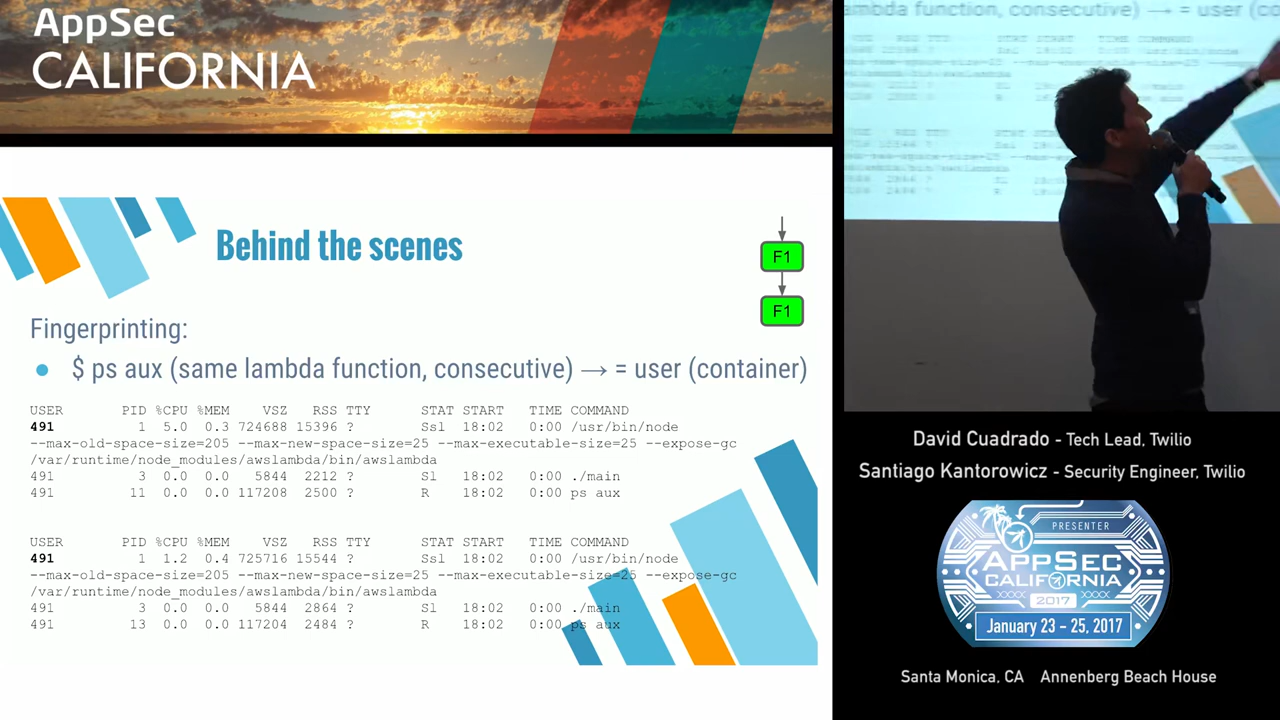 AppSec
CALIFORNIA
Behind the scenes
F1
F1
Fingerprinting:
● $ ps aux (same lambda function, consecutive) → = user (container)
USER PID %CPU %MEM VSZ RSS TTY STAT START TIME COMMAND
491 1 5.0 0.3 724688 15396 ? Ssl 18:02 0:00 /usr/bin/node
--max-old-space-size=205 --max-new-space-size=25 --max-executable-size=25 --expose-gc
/var/runtime/node_modules/awslambda/bin/awslambda
491 3 0.0 0.0 5844 2212 ? Sl 18:02 0:00 ./main
491 11 0.0 0.0 117208 2500 ? R 18:02 0:00 ps aux
USER PID %CPU %MEM VSZ RSS TTY STAT START TIME COMMAND
491 1 1.2 0.4 725716 15544 ? Ssl 18:02 0:00 /usr/bin/node
--max-old-space-size=205 --max-new-space-size=25 --max-executable-size=25 --expose-gc
/var/runtime/node_modules/awslambda/bin/awslambda
491 3 0.0 0.0 5844 2864 ? Sl 18:02 0:00 ./main
491 13 0.0 0.0 117204 2484 ? R 18:02 0:00 ps aux
lambda function, consecutive) → = user (co
David Cuadrado - Tech Lead, Twilio
Santiago Kantorowicz - Security Engineer, Twilio
PRESENTER
APPSEC
CALIFORNIA
2017
January 23 - 25, 2017
Santa Monica, CA Annenberg Beach House